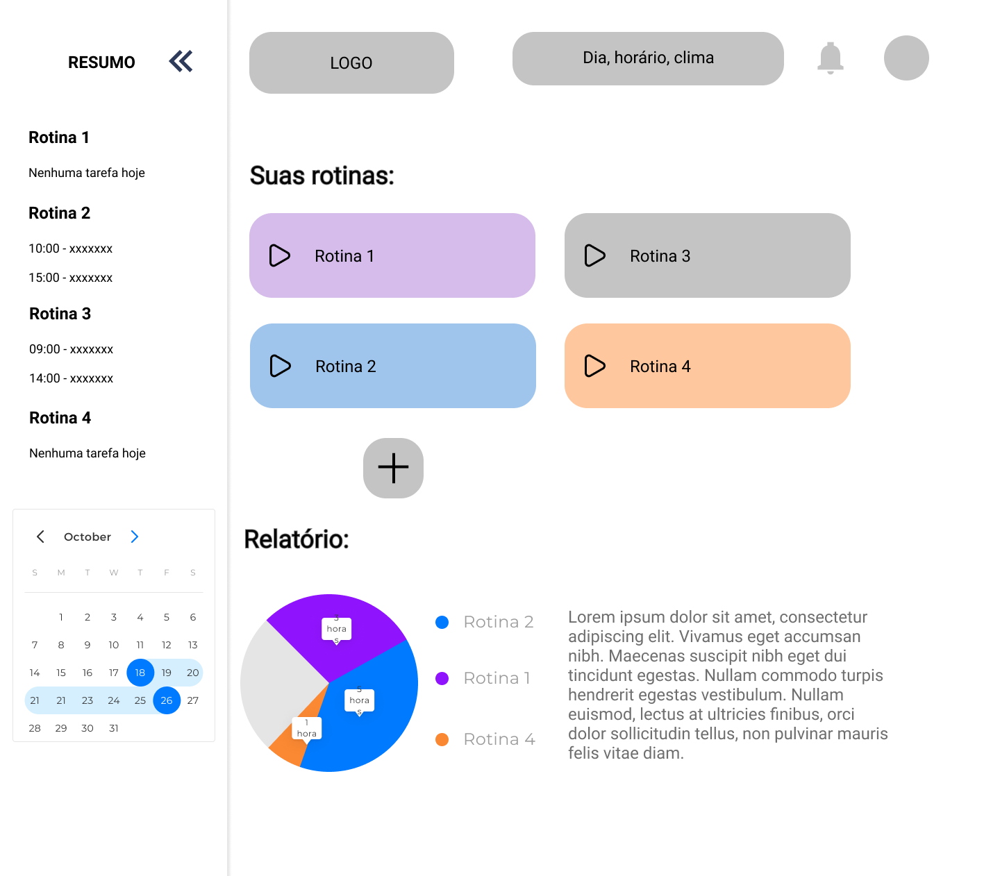 RESUMO
Rotina 1
Nenhuma tarefa hoje
Rotina 2
10:00 - xxxxxxx
15:00 - xxxxxxx
Rotina 3
09:00 - xxxxxxx
14:00 - xxxxxxx
Rotina 4
Nenhuma tarefa hoje
October
S M T W T F S
1 2 3 4 5 6
7 8 9 10 11 12 13
14 15 16 17 18 19 20
21 21 23 24 25 26 27
28 29 30 31
LOGO
Dia, horário, clima
Suas rotinas:
Rotina 1
Rotina 3
Rotina 2
Rotina 4
Relatório:
3
hora
s
5
hora
s
1
hora
Rotina 2
Rotina 1
Rotina 4
Lorem ipsum dolor sit amet, consectetur
adipiscing elit. Vivamus eget accumsan
nibh. Maecenas suscipit nibh eget dui
tincidunt egestas. Nullam commodo turpis
hendrerit egestas vestibulum. Nullam
euismod, lectus at ultricies finibus, orci
dolor sollicitudin tellus, non pulvinar mauris
felis vitae diam.